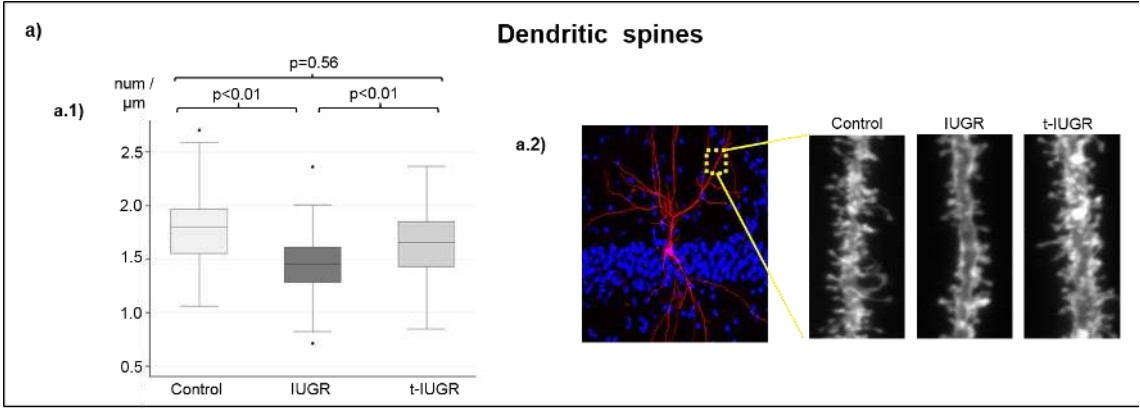 a)
Dendritic spines
p=0.56
num /
µm
p<0.01
p<0.01
a.1)
2.5
2.0
1.5
1.0
0.5
Control
IUGR
t-IUGR
a.2)
Control
IUGR
t-IUGR